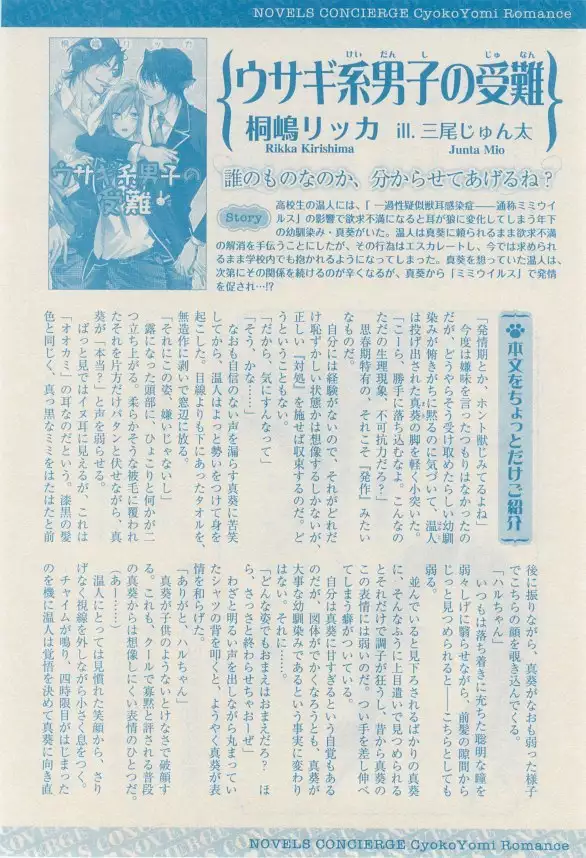 NOVELS CONCIERGE CyokoYomi Romance
桐嶋リッカ
ウサギ系男子の
受難
ウサギ系男子の受難
けいだんし
じゅなん
桐嶋リッカ
ill. 三尾じゅん太
Rikka Kirishima
Junta Mio
誰のものなのか、分からせてあげるね?
Story
高校生の温人には、「一過性疑似獣耳感染症――通称ミミウイ
ルス」の影響で欲求不満になると耳が狼に変化してしまう年下
の幼馴染み・真葵がいた。温人は真葵に頼られるまま欲求不満
の解消を手伝うことにしたが、その行為はエスカレートし、今では求められ
るまま学校内でも抱かれるようになってしまった。真葵を想っていた温人は、
次第にその関係を続けるのが辛くなるが、真葵から「ミミウイルス」で発情
を促され…!?
本文をちょっとだけご紹介
「発情期とか、ホント獣じみてるよね」
今度は嫌味を言ったつもりはなかったの
だが、どうやらそう受け取めたらしい幼馴
染みが俯きがちに黙るのに気づいて、温人
は投げ出された真葵の脚を軽く小突いた。
「こーら、勝手に落ち込むなよ。こんなの
ただの生理現象、不可抗力だろ?」
思春期特有の、それこそ『発作』みたい
なものだ。
自分には経験がないので、それがどれだ
け恥ずかしい状態かは想像するしかないが、
正しい『対処』を施せば収束するのだ。ど
うということもない。
「だから、気にすんなって」
「そう、かな……」
なおも自信のない声を漏らす真葵に苦笑
してから、温人はよっと勢いをつけて身を
起こした。目線よりも下にあったタオルを、
無造作に剥いで窓辺に放る。
「それにこの姿、嫌いじゃないし」
露になった頭部に、ひょこりと何かが二
つ立ち上がる。柔らかそうな被毛に覆われ
たそれを片方だけパタンと伏せながら、真
葵が「本当?」と声を弱らせる。
ぱっと見ではイヌ耳に見えるが、これは
「オオカミ」の耳なのだという。漆黒の髪
色と同じく、真っ黒なミミをはたはたと前
後に振りながら、真葵がなおも弱った様子
でこちらの顔を覗き込んでくる。
「ハルちゃん」
いつもは落ち着きに充ちた聡明な瞳を
弱々しげに翳らせながら、前髪の隙間から
じっと見つめられると――こちらとしても
弱る。
並んでいると見下ろされるばかりの真葵
に、そんなふうに上目遣いで見つめられる
とそれだけで調子が狂うし、昔から真葵の
この表情には弱いのだ。つい手を差し伸べ
てしまう癖がついている。
自分は真葵に甘すぎるという自覚もある
のだが、図体がでかくなろうとも、真葵が
大事な幼馴染みであるという事実に変わり
はない。それに……。
「どんな姿でもおまえはおまえだろ? ほ
ら、さっさと終わらせちゃおーぜ」
わざと明るい声を出しながら丸まってい
たシャツの背を叩くと、ようやく真葵が表
情を和らげた。
「ありがと、ハルちゃん」
真葵が子供のようないとけなさで破顔す
る。これも、クールで寡黙と評される普段
の真葵からは想像しにくい表情のひとつだ。
(あー……)
温人にとっては見慣れた笑顔から、さり
げなく視線を外しながら小さく息をつく。
チャイムが鳴り、四時限目がはじまった
のを機に温人は覚悟を決めて真葵に向き直
NOVELS CONCIERGE CyokoYomi Romance